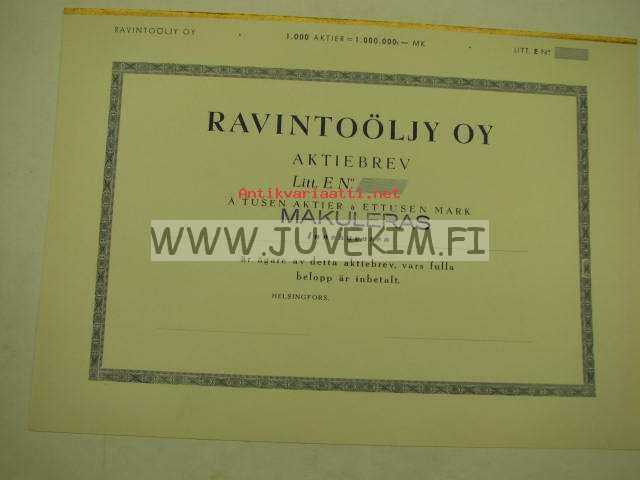 RAVINTOÖLJY OY
1.000 AKTIER = 1.000.000:— MK
LITT. E Nº
RAVINTOÖLJY OY
AKTIEBREV
Litt. E Nº
Antikvariaatti.net
Å TUSEN AKTIER à ETTUSEN MARK
MAKULERAS
WWW.JUVEKIM.FI
är ägare av detta aktiebrev, vars fulla
belopp är inbetalt.
HELSINGFORS.